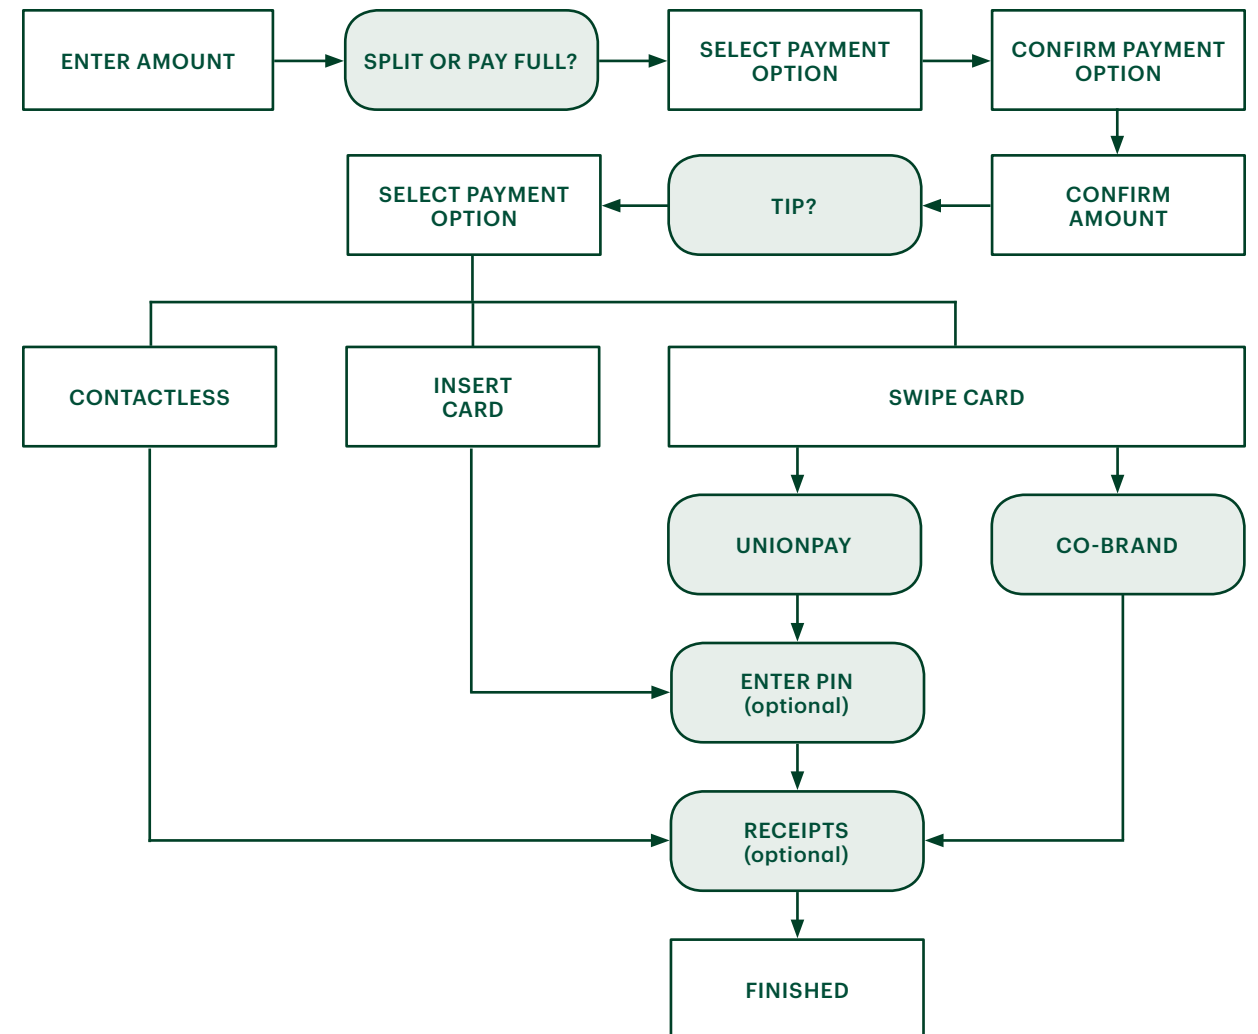 ENTER AMOUNT
SPLIT OR PAY FULL?
SELECT PAYMENT
OPTION
CONFIRM PAYMENT
OPTION
SELECT PAYMENT
OPTION
TIP?
CONFIRM
AMOUNT
CONTACTLESS
INSERT
CARD
SWIPE CARD
UNIONPAY
CO-BRAND
ENTER PIN
(optional)
RECEIPTS
(optional)
FINISHED